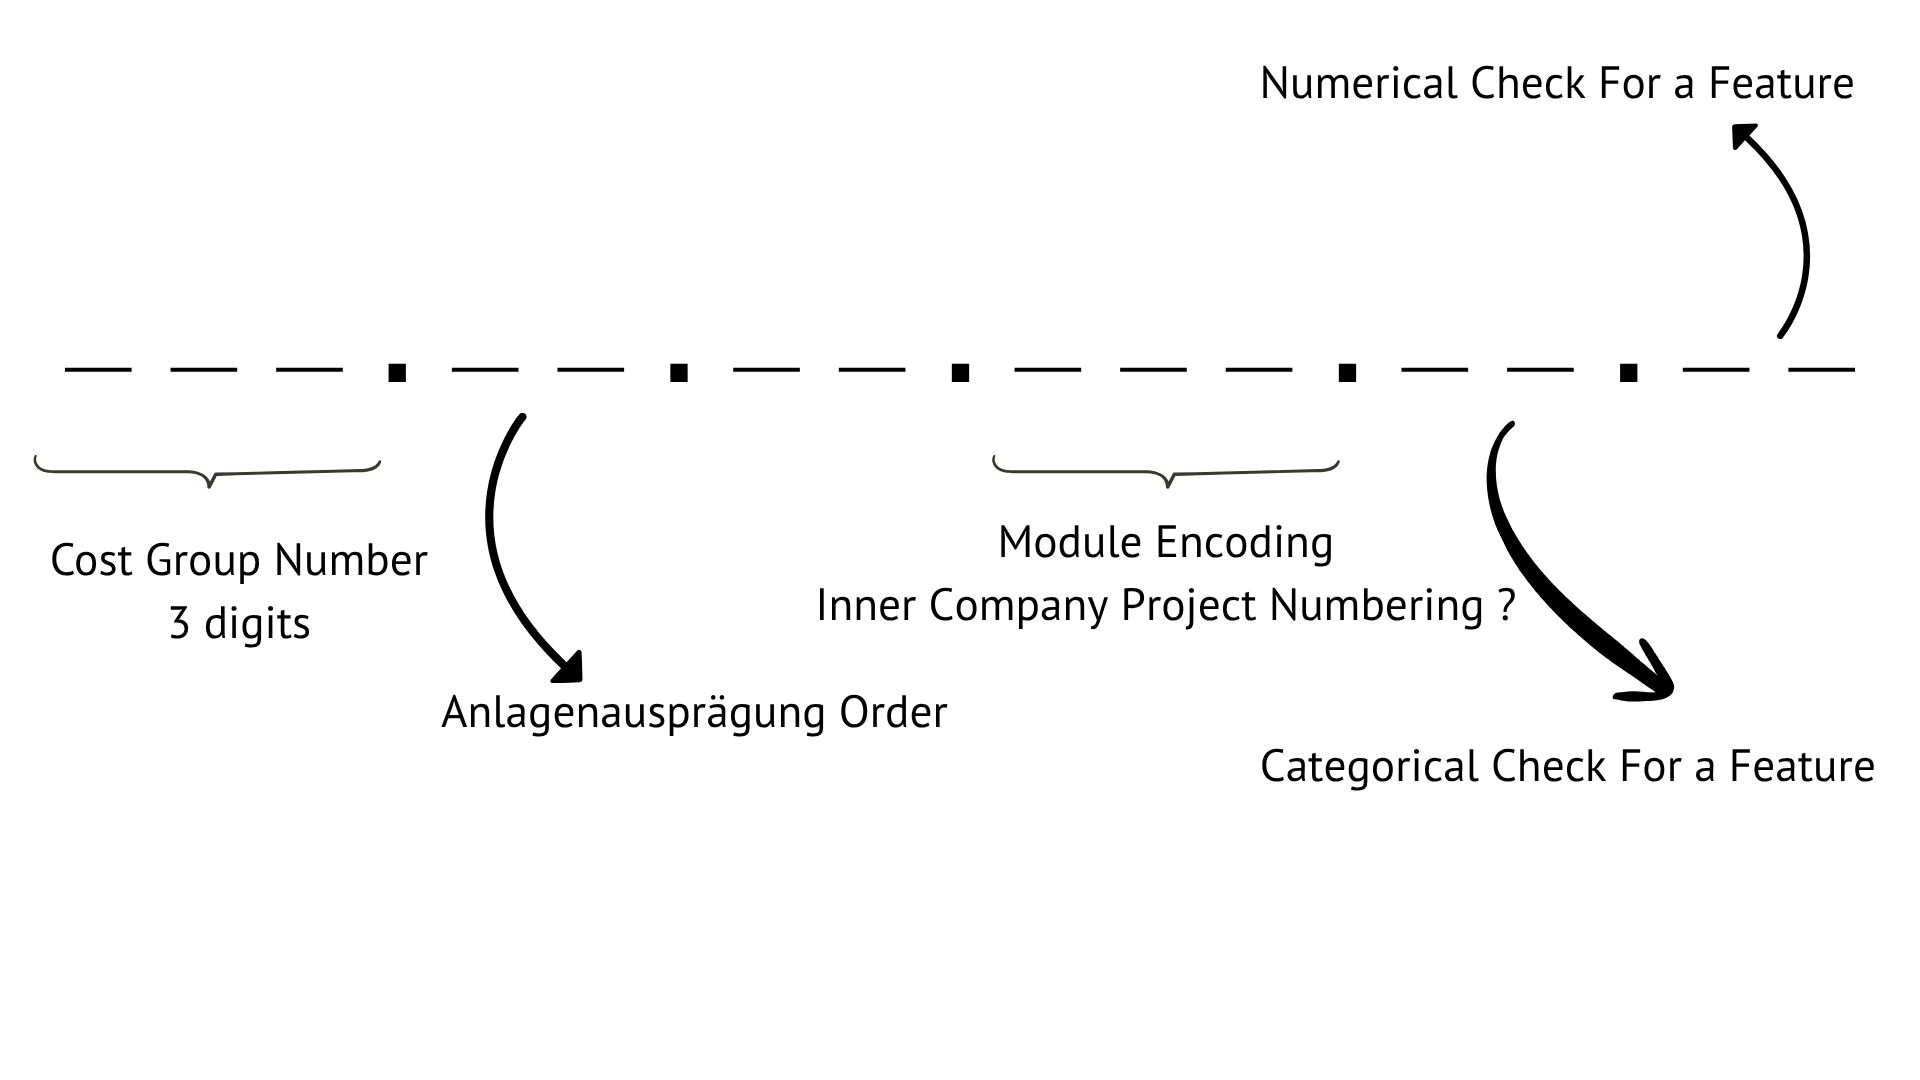 Numerical Check For a Feature
_ _ _ . _ _ . _ _ . _ _ _ . _ _ . _ _
Cost Group Number
3 digits
Module Encoding
Inner Company Project Numbering ?
Anlagenausprägung Order
Categorical Check For a Feature